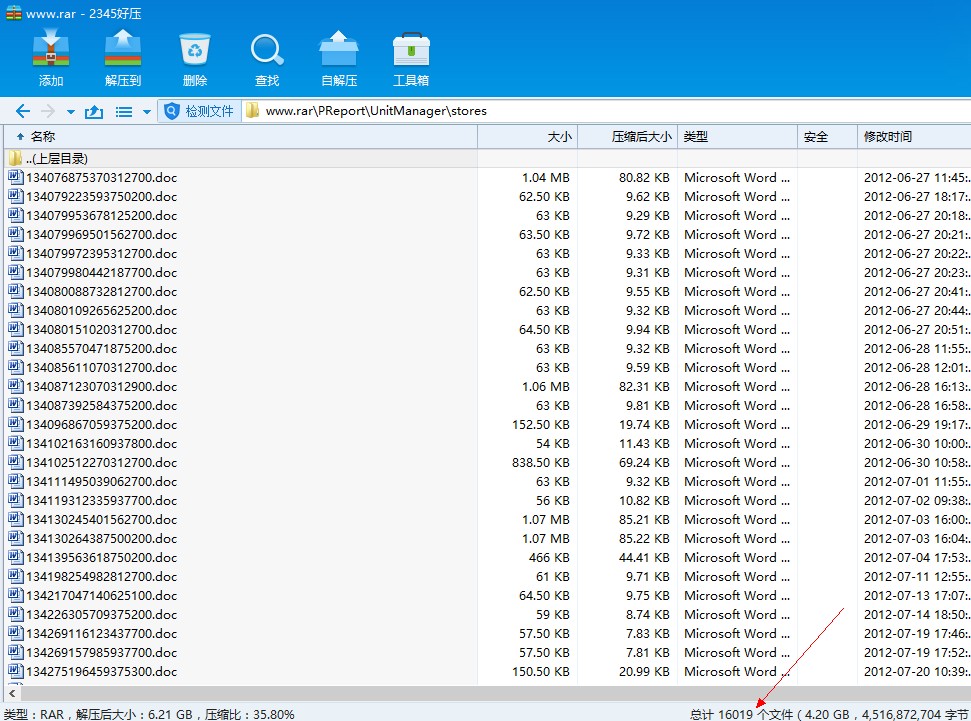 www.rar - 2345好压
添加 解压到 删除 查找 自解压 工具箱
检测文件 www.rar\PReport\UnitManager\stores
名称 大小 压缩后大小 类型 安全 修改时间
..(上层目录)
134076875370312700.doc 1.04 MB 80.82 KB Microsoft Word ... 2012-06-27 11:45:.
134079223593750200.doc 62.50 KB 9.62 KB Microsoft Word ... 2012-06-27 18:17:.
134079953678125200.doc 63 KB 9.29 KB Microsoft Word ... 2012-06-27 20:18:.
134079969501562700.doc 63.50 KB 9.72 KB Microsoft Word ... 2012-06-27 20:21:.
134079972395312700.doc 63 KB 9.33 KB Microsoft Word ... 2012-06-27 20:22:.
134079980442187700.doc 63 KB 9.31 KB Microsoft Word ... 2012-06-27 20:23:.
134080088732812700.doc 62.50 KB 9.55 KB Microsoft Word ... 2012-06-27 20:41:.
134080109265625200.doc 63 KB 9.32 KB Microsoft Word ... 2012-06-27 20:44:.
134080151020312700.doc 64.50 KB 9.94 KB Microsoft Word ... 2012-06-27 20:51:.
134085570471875200.doc 63 KB 9.32 KB Microsoft Word ... 2012-06-28 11:55:.
134085611070312700.doc 63 KB 9.59 KB Microsoft Word ... 2012-06-28 12:01:.
134087123070312900.doc 1.06 MB 82.31 KB Microsoft Word ... 2012-06-28 16:13:.
134087392584375200.doc 63 KB 9.81 KB Microsoft Word ... 2012-06-28 16:58:.
134096867059375200.doc 152.50 KB 19.74 KB Microsoft Word ... 2012-06-29 19:17:.
134102163160937800.doc 54 KB 11.43 KB Microsoft Word ... 2012-06-30 10:00:.
134102512270312700.doc 838.50 KB 69.24 KB Microsoft Word ... 2012-06-30 10:58:.
134111495039062700.doc 63 KB 9.32 KB Microsoft Word ... 2012-07-01 11:55:.
134119312335937700.doc 56 KB 10.82 KB Microsoft Word ... 2012-07-02 09:38:.
134130245401562700.doc 1.07 MB 85.21 KB Microsoft Word ... 2012-07-03 16:00:.
134130264387500200.doc 1.07 MB 85.22 KB Microsoft Word ... 2012-07-03 16:04:.
134139563618750200.doc 466 KB 44.41 KB Microsoft Word ... 2012-07-04 17:53:.
134198254982812700.doc 61 KB 9.71 KB Microsoft Word ... 2012-07-11 12:55:.
134217047140625100.doc 64.50 KB 9.75 KB Microsoft Word ... 2012-07-13 17:07:.
134226305709375200.doc 59 KB 8.74 KB Microsoft Word ... 2012-07-14 18:50:.
134269116123437700.doc 57.50 KB 7.83 KB Microsoft Word ... 2012-07-19 17:46:.
134269157985937700.doc 57.50 KB 7.81 KB Microsoft Word ... 2012-07-19 17:52:.
134275196459375300.doc 150.50 KB 20.99 KB Microsoft Word ... 2012-07-20 10:39:.
类型：RAR，解压后大小：6.21 GB，压缩比：35.80% 总计 16019 个文件 ( 4.20 GB，4,516,872,704 字节